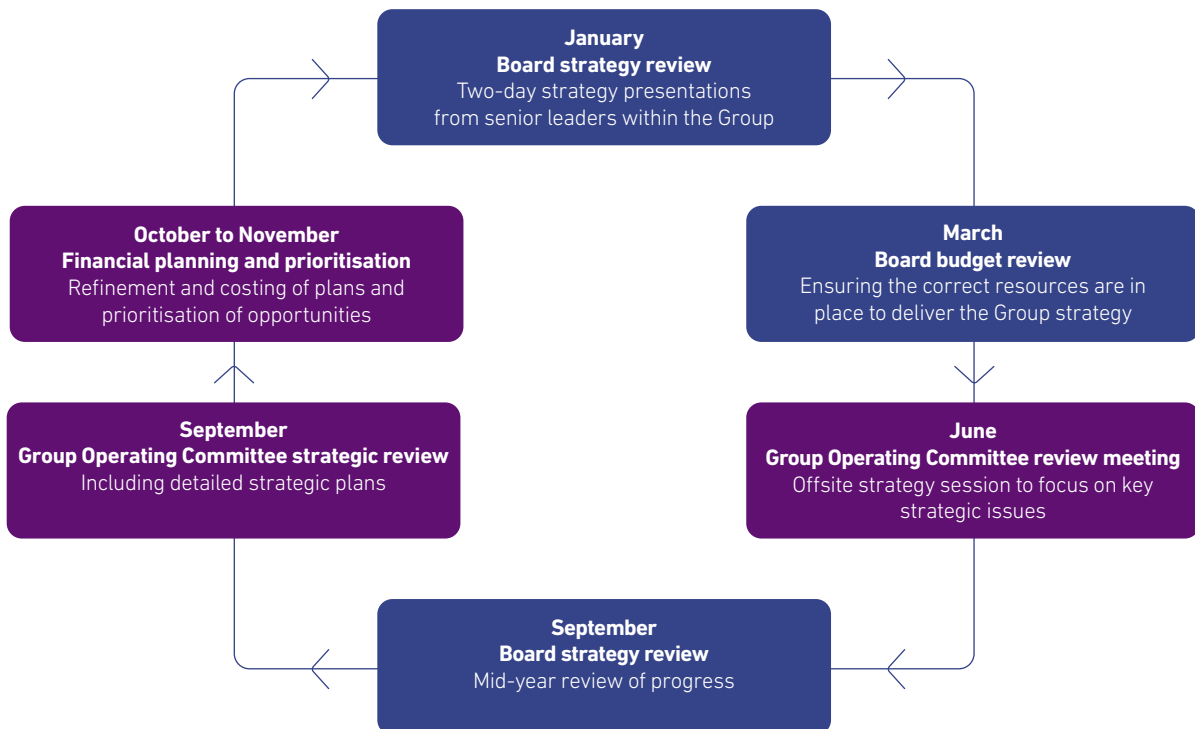 January
Board strategy review
Two-day strategy presentations
from senior leaders within the Group
March
Board budget review
Ensuring the correct resources are in
place to deliver the Group strategy
June
Group Operating Committee review meeting
Offsite strategy session to focus on key
strategic issues
September
Board strategy review
Mid-year review of progress
September
Group Operating Committee strategic review
Including detailed strategic plans
October to November
Financial planning and prioritisation
Refinement and costing of plans and
prioritisation of opportunities